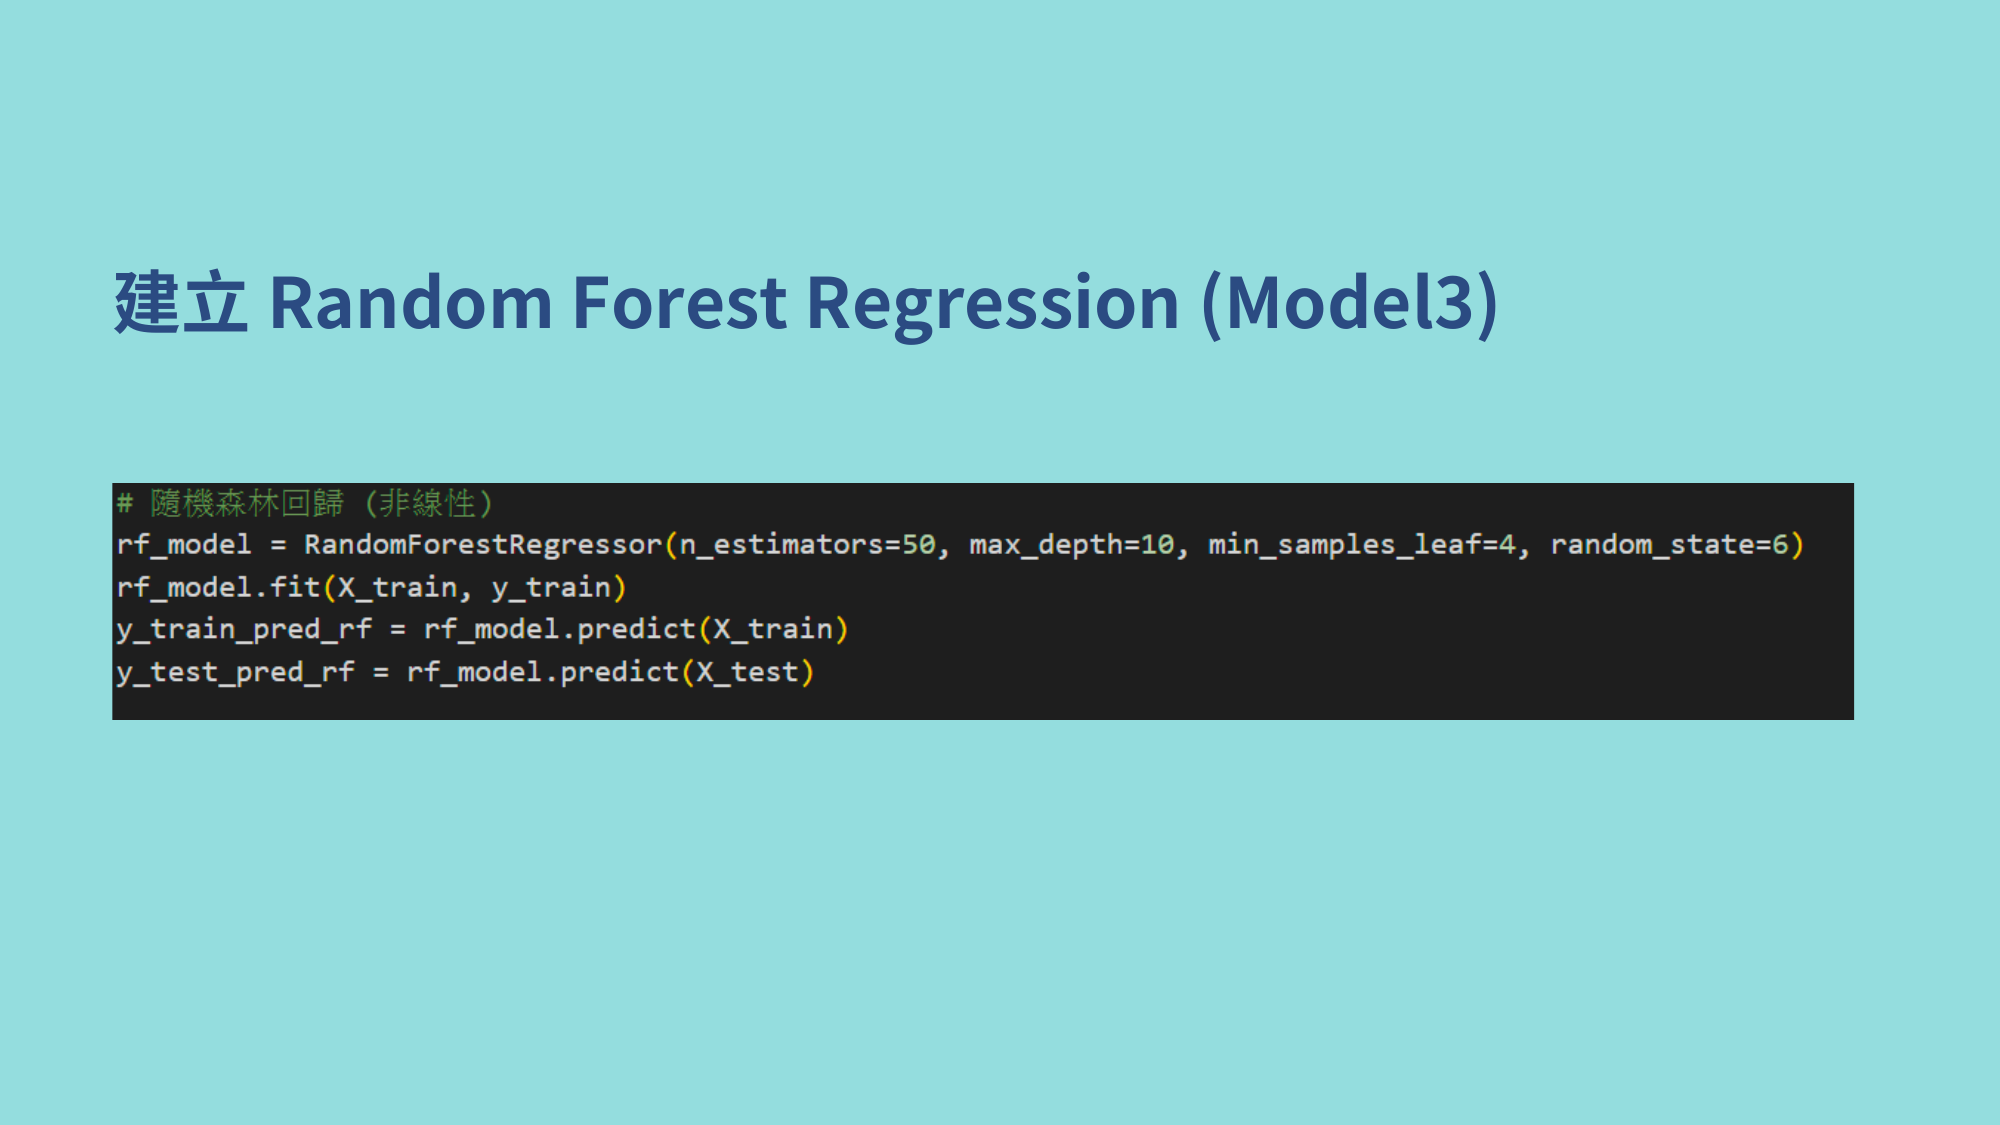 建立 Random Forest Regression (Model3)
# 隨機森林回歸 (非線性)
rf_model = RandomForestRegressor(n_estimators=50, max_depth=10, min_samples_leaf=4, random_state=6)
rf_model.fit(X_train, y_train)
y_train_pred_rf = rf_model.predict(X_train)
y_test_pred_rf = rf_model.predict(X_test)